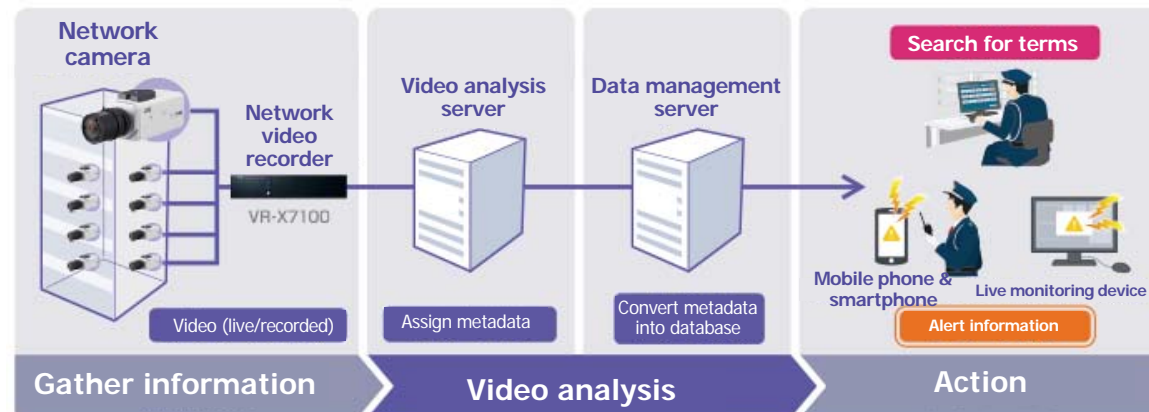 Network
camera
Network
video
recorder
VR-X7100
Video (live/recorded)
Gather information
Video analysis
server
Assign metadata
Data management
server
Convert metadata
into database
Video analysis
Search for terms
Mobile phone &
smartphone
Live monitoring device
Alert information
Action